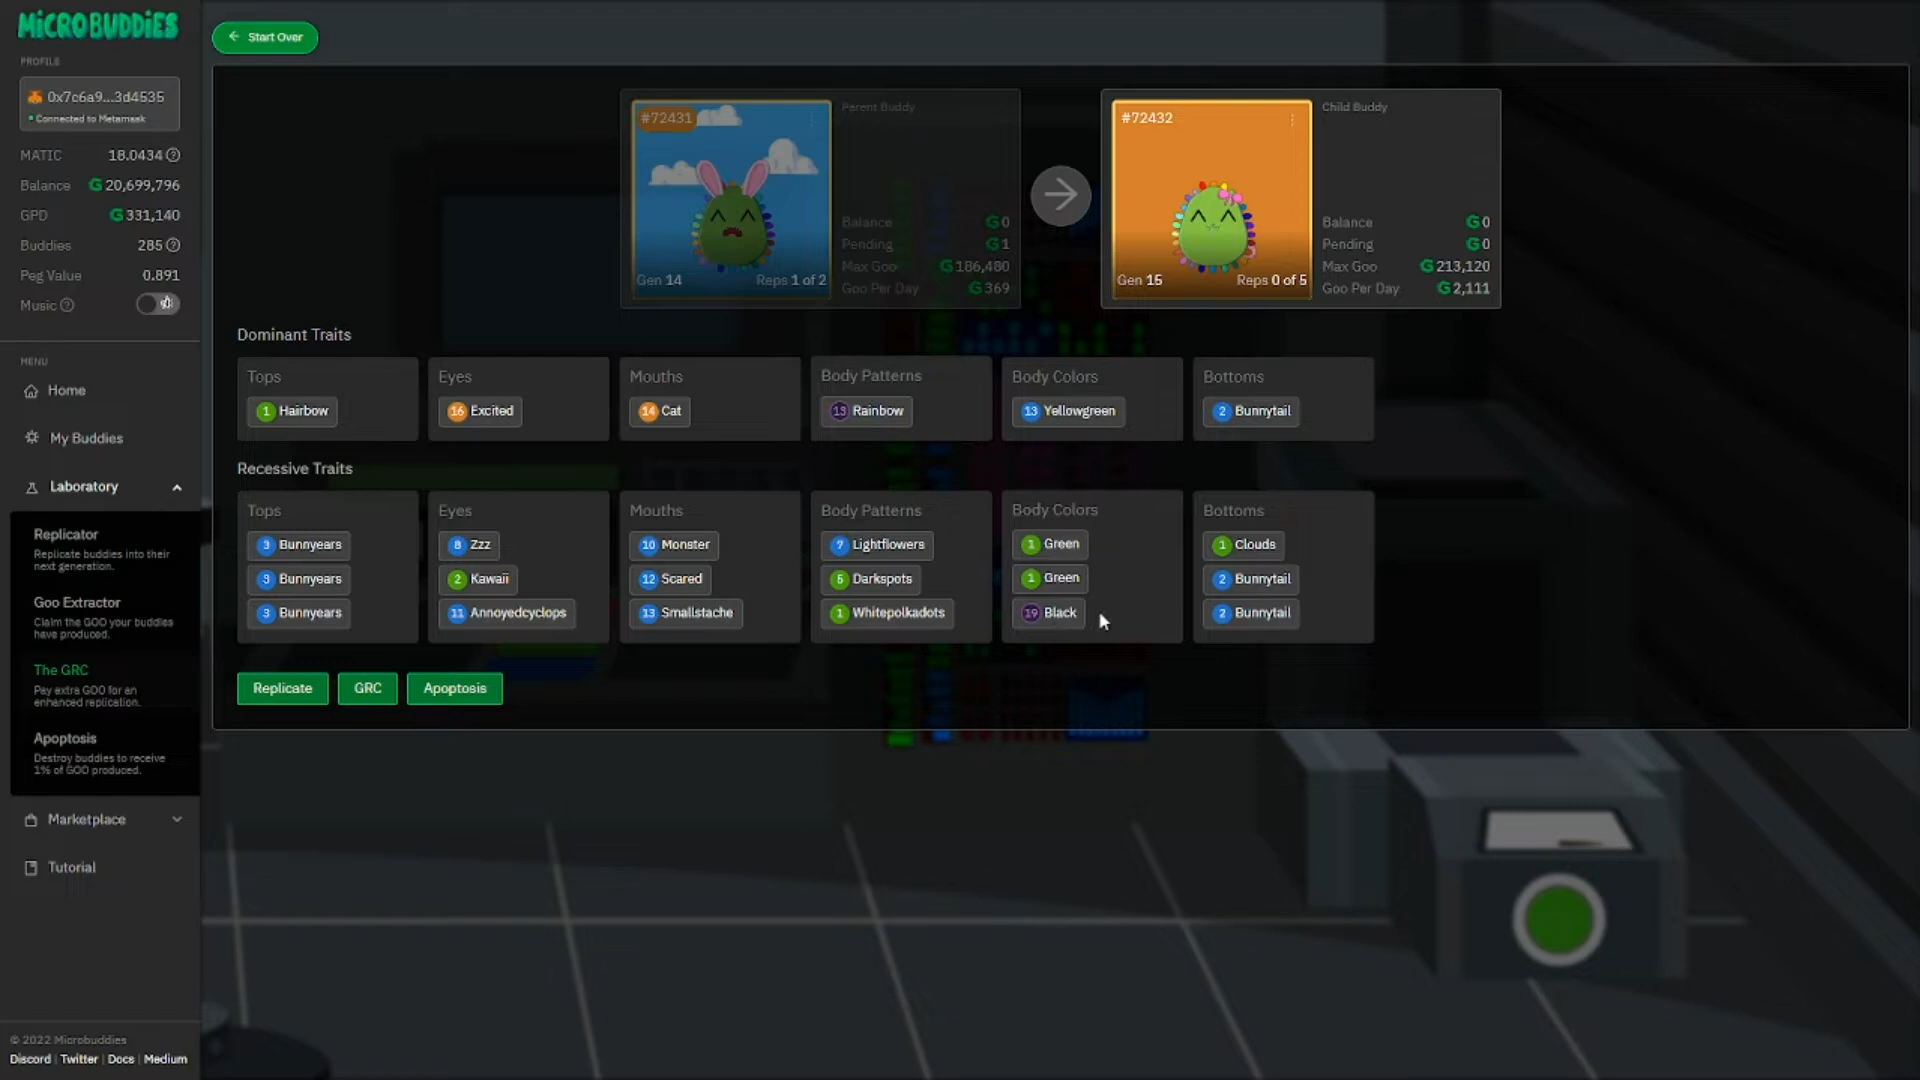 MiCROBUDDiES
PROFILE
0x7c6a9...3d4535
Connected to Metamask
MATIC 18.0434
Balance G 20,699,796
GPD G 331,140
Buddies 285
Peg Value 0.891
Music
MENU
Home
My Buddies
Laboratory
Replicator
Replicate buddies into their
next generation.
Goo Extractor
Claim the GOO your buddies
have produced.
The GRC
Pay extra GOO for an
enhanced replication.
Apoptosis
Destroy buddies to receive
1% of GOO produced.
Marketplace
Tutorial
© 2022 Microbuddies
Discord | Twitter | Docs | Medium
Start Over
#72431
Gen 14 Reps 1 of 2
Parent Buddy
Balance G 0
Pending G 1
Max Goo G 186,480
Goo Per Day G 369
#72432
Gen 15 Reps 0 of 5
Child Buddy
Balance G 0
Pending G 0
Max Goo G 213,120
Goo Per Day G 2,111
Dominant Traits
Tops
1 Hairbow
Eyes
16 Excited
Mouths
14 Cat
Body Patterns
13 Rainbow
Body Colors
13 Yellowgreen
Bottoms
2 Bunnytail
Recessive Traits
Tops
3 Bunnyears
3 Bunnyears
3 Bunnyears
Eyes
8 Zzz
2 Kawaii
11 Annoyedcyclops
Mouths
10 Monster
12 Scared
13 Smallstache
Body Patterns
7 Lightflowers
5 Darkspots
1 Whitepolkadots
Body Colors
1 Green
1 Green
19 Black
Bottoms
1 Clouds
2 Bunnytail
2 Bunnytail
Replicate
GRC
Apoptosis